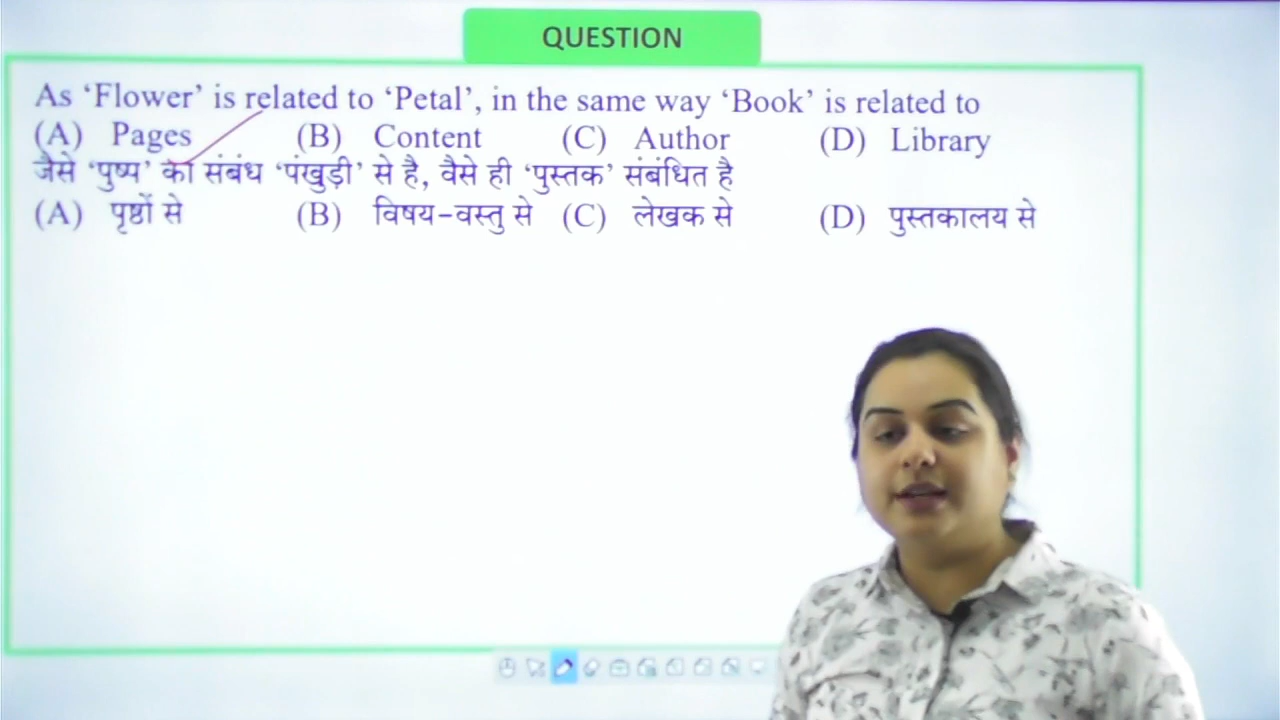 QUESTION
As ‘Flower’ is related to ‘Petal’, in the same way ‘Book’ is related to
(A) Pages (B) Content (C) Author (D) Library
जैसे ‘पुष्प’ का संबंध ‘पंखुड़ी’ से है, वैसे ही ‘पुस्तक’ संबंधित है
(A) पृष्ठों से (B) विषय-वस्तु से (C) लेखक से (D) पुस्तकालय से